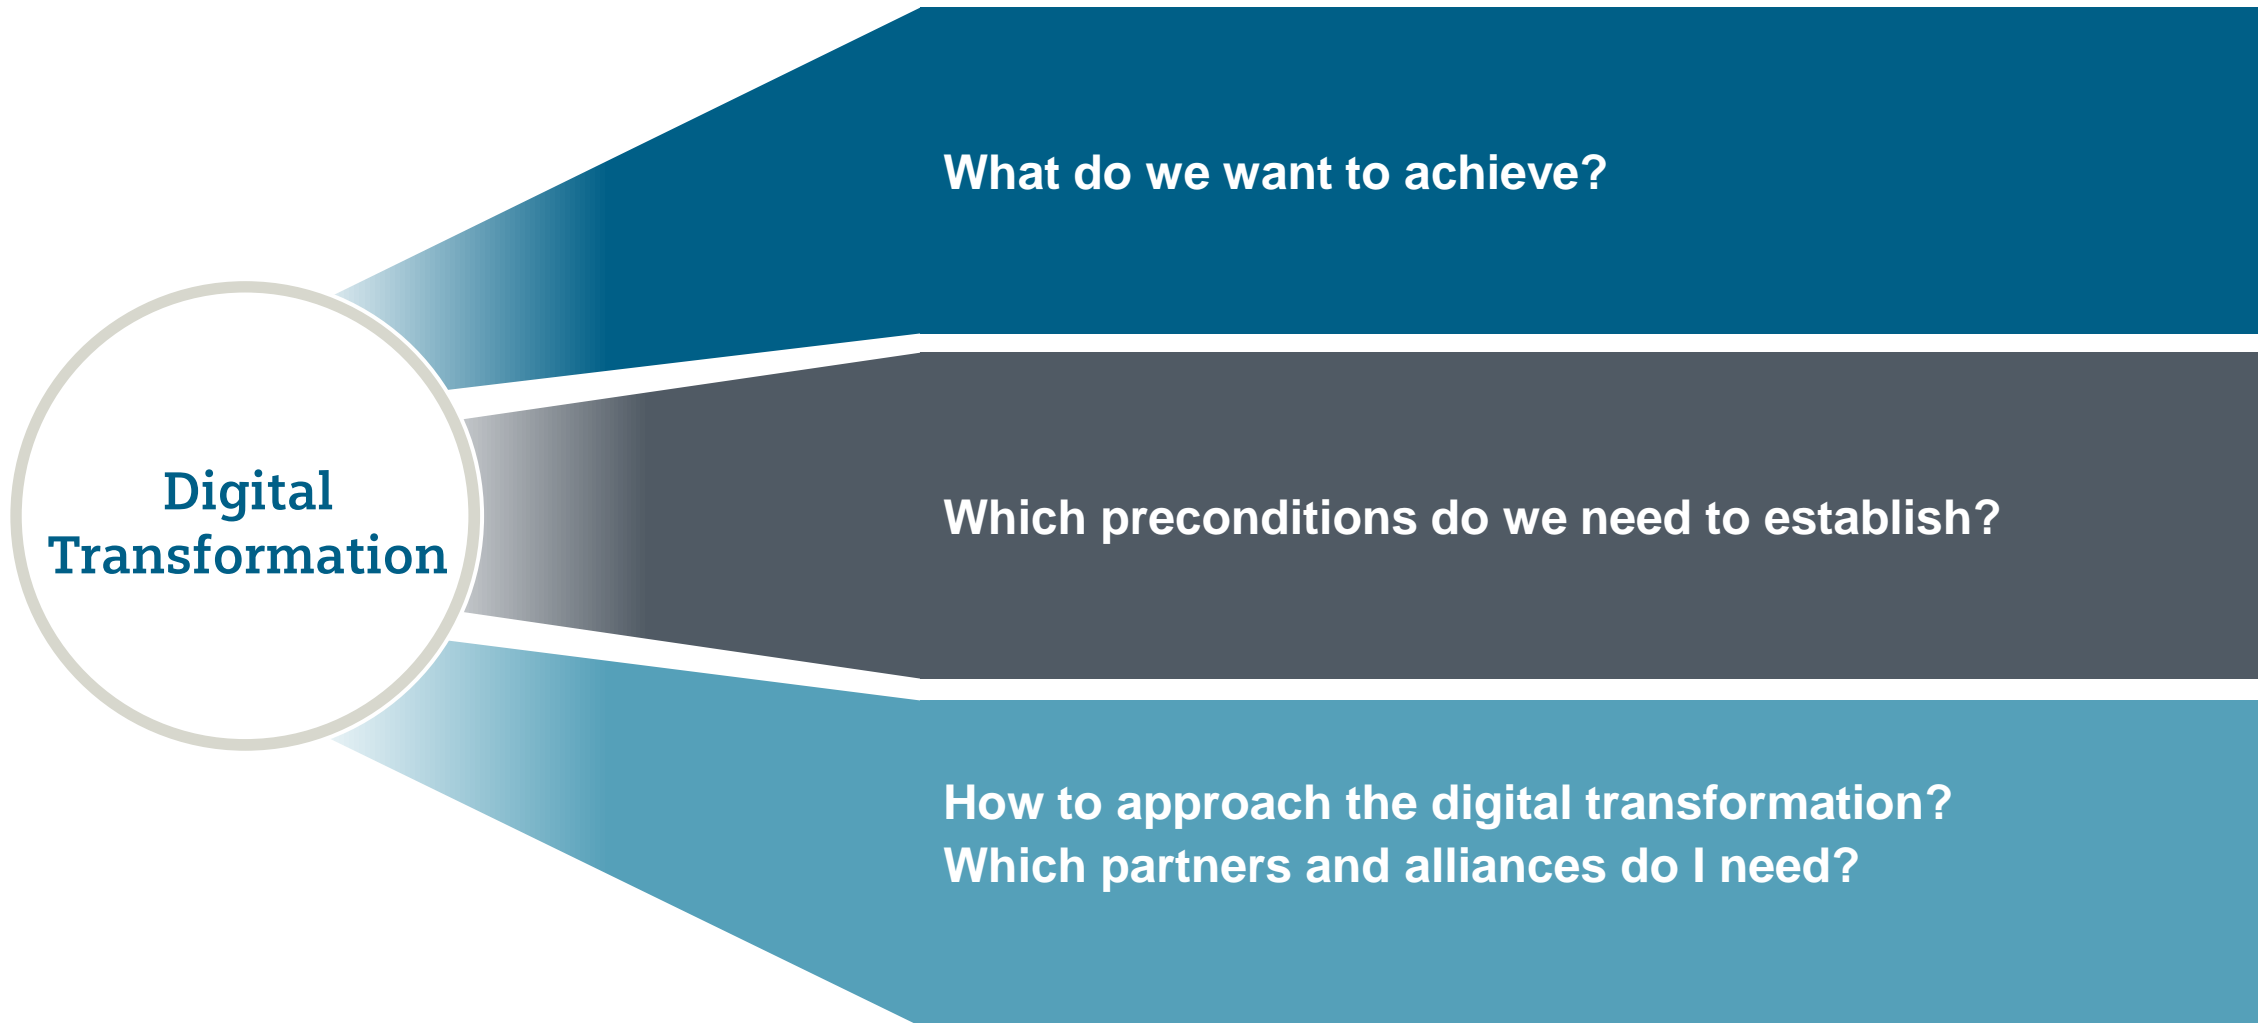 Digital
Transformation
What do we want to achieve?
Which preconditions do we need to establish?
How to approach the digital transformation?
Which partners and alliances do I need?